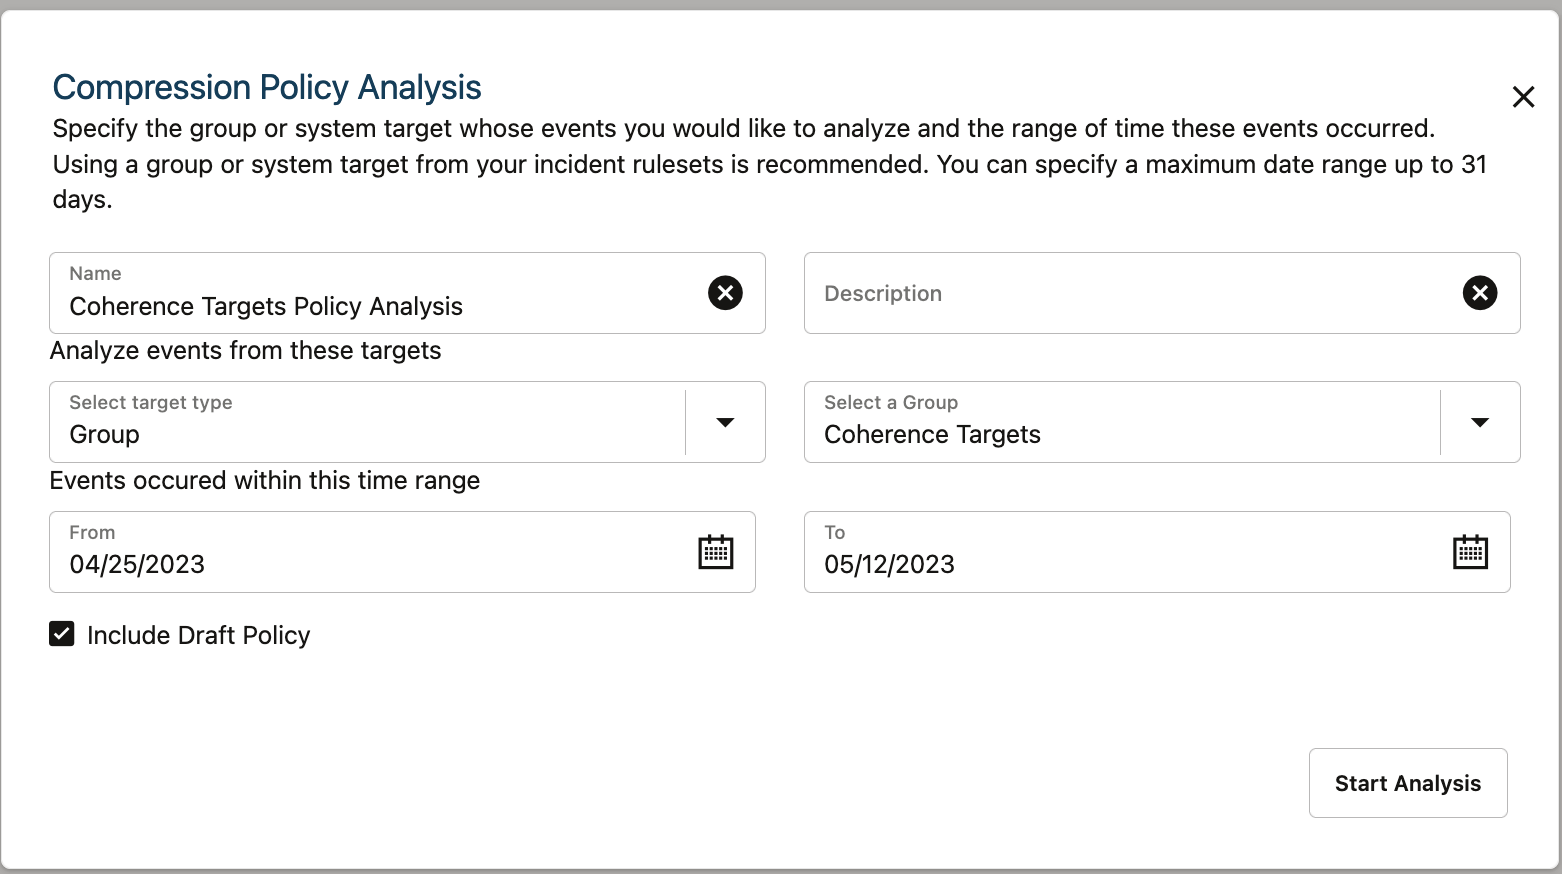 Compression Policy Analysis
Specify the group or system target whose events you would like to analyze and the range of time these events occurred.
Using a group or system target from your incident rulesets is recommended. You can specify a maximum date range up to 31
days.
Name
Coherence Targets Policy Analysis
Description
Analyze events from these targets
Select target type
Group
Select a Group
Coherence Targets
Events occured within this time range
From
04/25/2023
To
05/12/2023
Include Draft Policy
Start Analysis